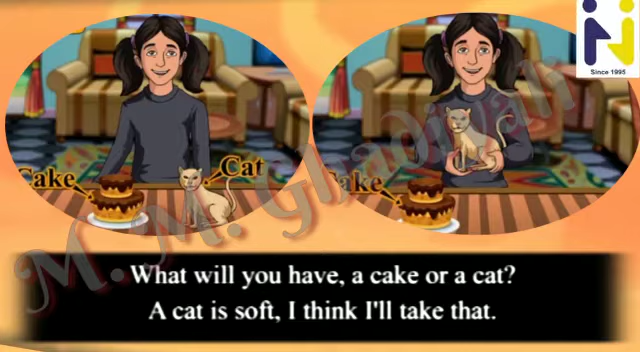 Since 1995
Cake
Cat
Cake
M. M. Ghadiyali
What will you have, a cake or a cat?
A cat is soft, I think I'll take that.